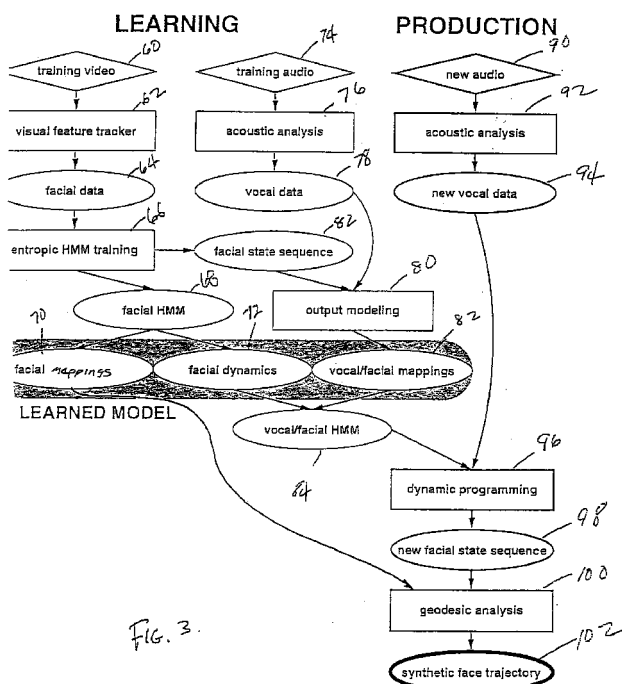 LEARNING
PRODUCTION
60
training video
74
training audio
90
new audio
62
visual feature tracker
76
acoustic analysis
92
acoustic analysis
64
facial data
78
vocal data
94
new vocal data
66
entropic HMM training
82
facial state sequence
68
facial HMM
80
output modeling
70
facial mappings
72
facial dynamics
82
vocal/facial mappings
LEARNED MODEL
vocal/facial HMM
84
96
dynamic programming
98
new facial state sequence
100
geodesic analysis
FIG. 3.
102
synthetic face trajectory